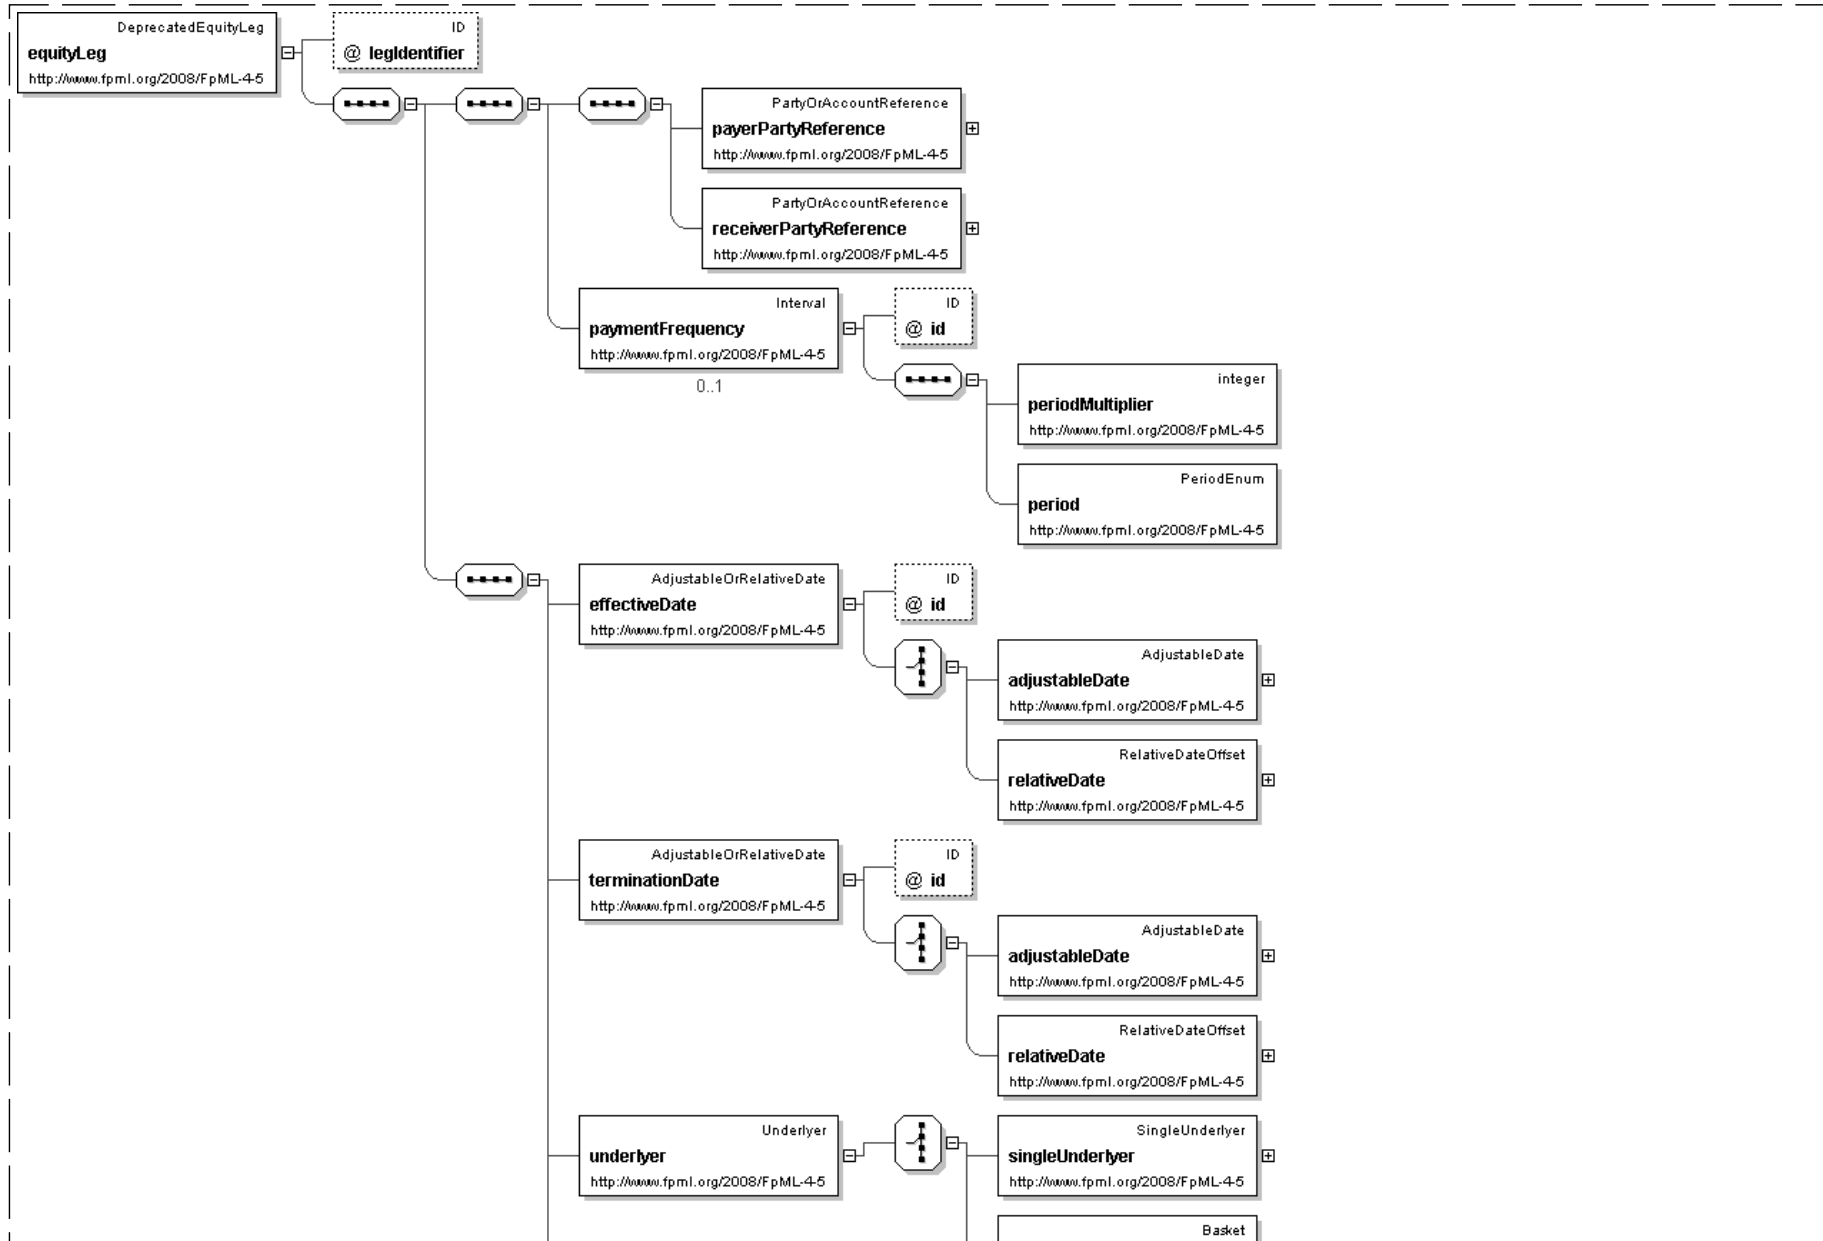 DeprecatedEquityLeg
equityLeg
http://www.fpml.org/2008/FpML-4-5
ID
@ legIdentifier
PartyOrAccountReference
payerPartyReference
http://www.fpml.org/2008/FpML-4-5
PartyOrAccountReference
receiverPartyReference
http://www.fpml.org/2008/FpML-4-5
Interval
paymentFrequency
http://www.fpml.org/2008/FpML-4-5
0..1
ID
@ id
integer
periodMultiplier
http://www.fpml.org/2008/FpML-4-5
PeriodEnum
period
http://www.fpml.org/2008/FpML-4-5
AdjustableOrRelativeDate
effectiveDate
http://www.fpml.org/2008/FpML-4-5
ID
@ id
AdjustableDate
adjustableDate
http://www.fpml.org/2008/FpML-4-5
RelativeDateOffset
relativeDate
http://www.fpml.org/2008/FpML-4-5
AdjustableOrRelativeDate
terminationDate
http://www.fpml.org/2008/FpML-4-5
ID
@ id
AdjustableDate
adjustableDate
http://www.fpml.org/2008/FpML-4-5
RelativeDateOffset
relativeDate
http://www.fpml.org/2008/FpML-4-5
Underlyer
underlyer
http://www.fpml.org/2008/FpML-4-5
SingleUnderlyer
singleUnderlyer
http://www.fpml.org/2008/FpML-4-5
Basket